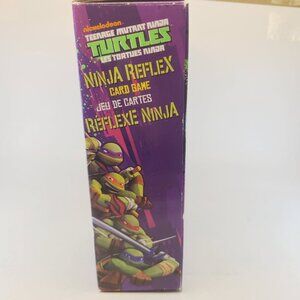 nickelodeon
TEENAGE MUTANT NINJA
TURTLES
LES TORTUES NINJA
NINJA REFLEX
CARD GAME
JEU DE CARTES
RÉFLEXE NINJA